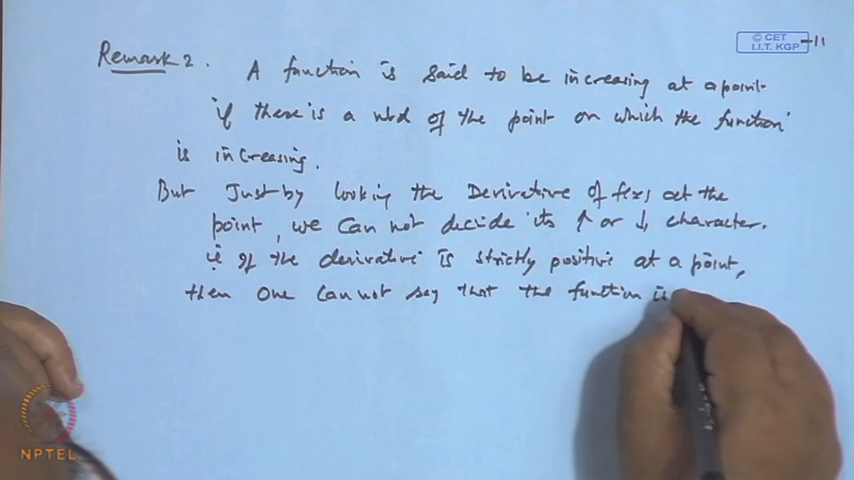 © CET
I.I.T. KGP
-11
Remark 2. A function is said to be increasing at a point
if there is a nbd of the point on which the function
is increasing.
But Just by looking the Derivative of f(x) at the
point, we can not decide its ↑ or ↓ character.
ie If the derivative is strictly positive at a point,
then one can not say that the function is
NPTEL